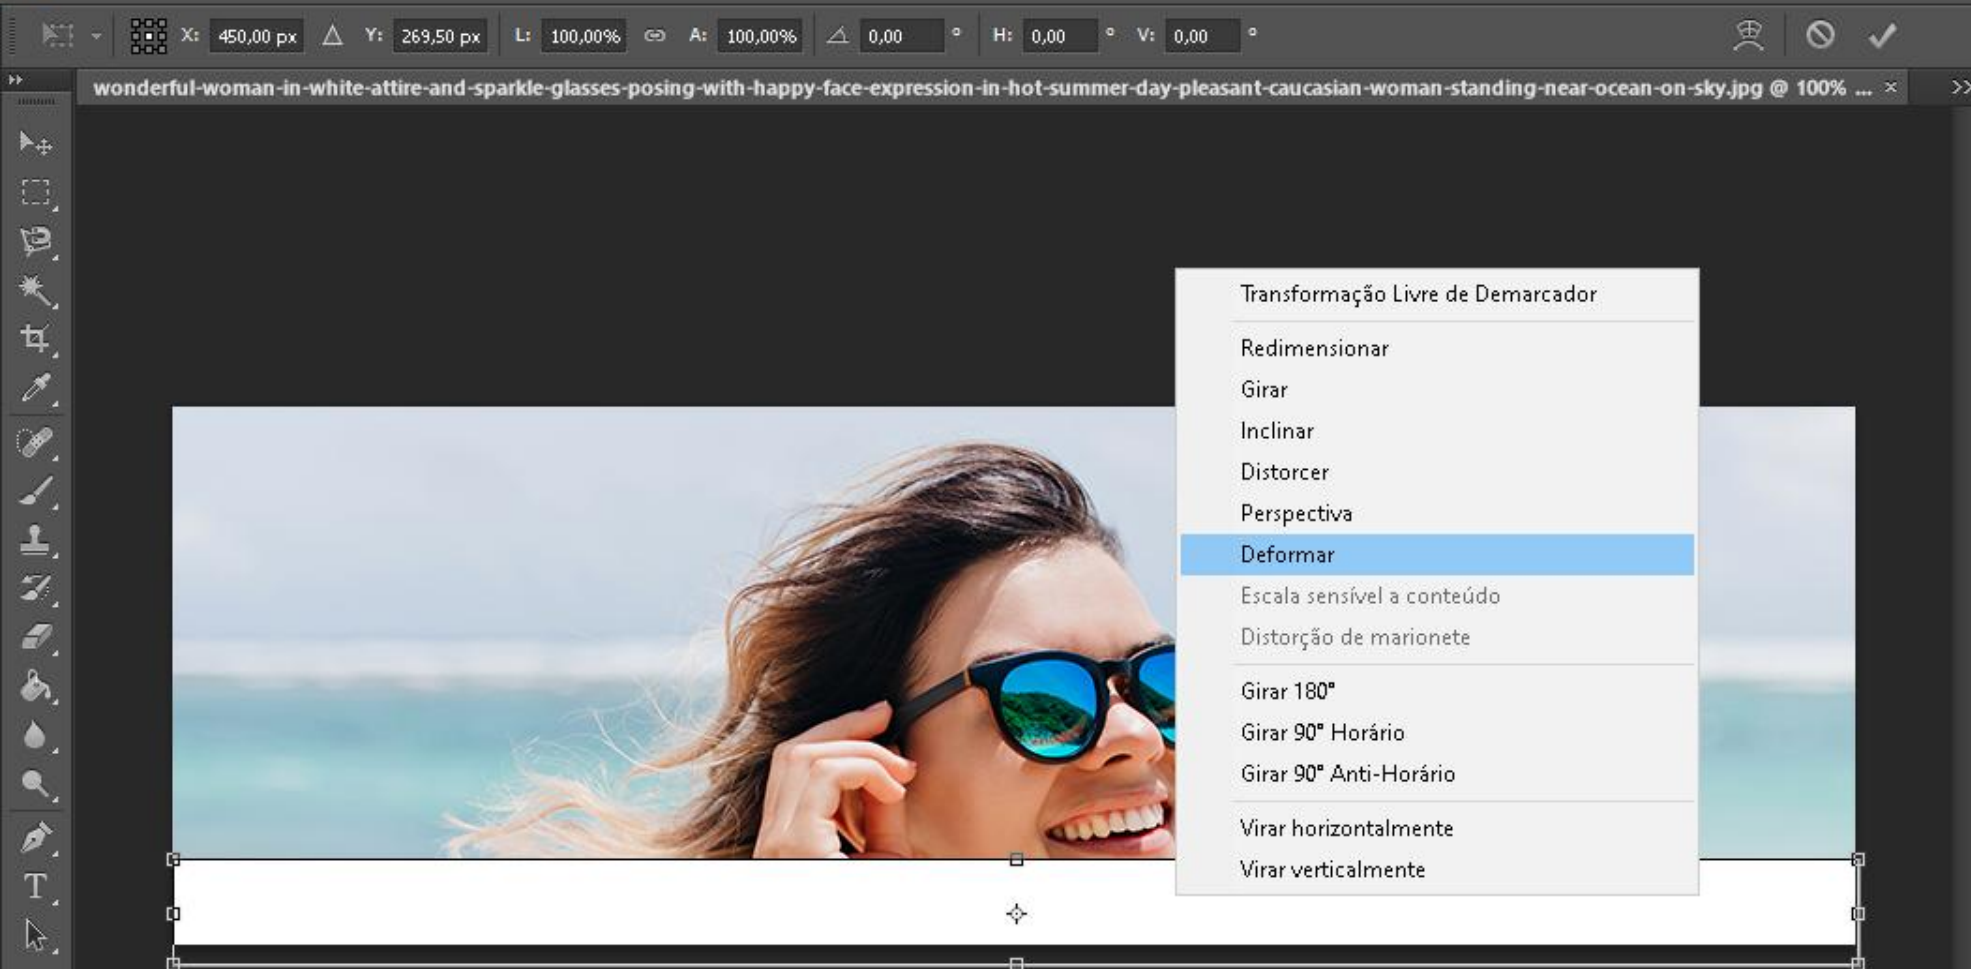 X: 450,00 px Y: 269,50 px L: 100,00% A: 100,00% 0,00 ° H: 0,00 ° V: 0,00 °
wonderful-woman-in-white-attire-and-sparkle-glasses-posing-with-happy-face-expression-in-hot-summer-day-pleasant-caucasian-woman-standing-near-ocean-on-sky.jpg @ 100% ... ×
Transformação Livre de Demarcador
Redimensionar
Girar
Inclinar
Distorcer
Perspectiva
Deformar
Escala sensível a conteúdo
Distorção de marionete
Girar 180°
Girar 90° Horário
Girar 90° Anti-Horário
Virar horizontalmente
Virar verticalmente